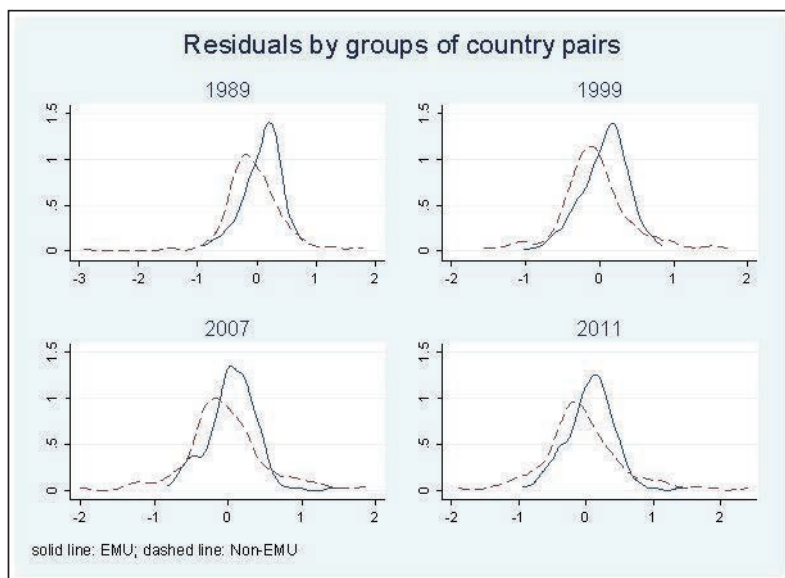 Residuals by groups of country pairs
1989
1999
0 .5 1 1.5
-3 -2 -1 0 1 2
0 .5 1 1.5
-2 -1 0 1 2
2007
2011
0 .5 1 1.5
-2 -1 0 1 2
0 .5 1 1.5
-2 -1 0 1 2
solid line: EMU; dashed line: Non-EMU